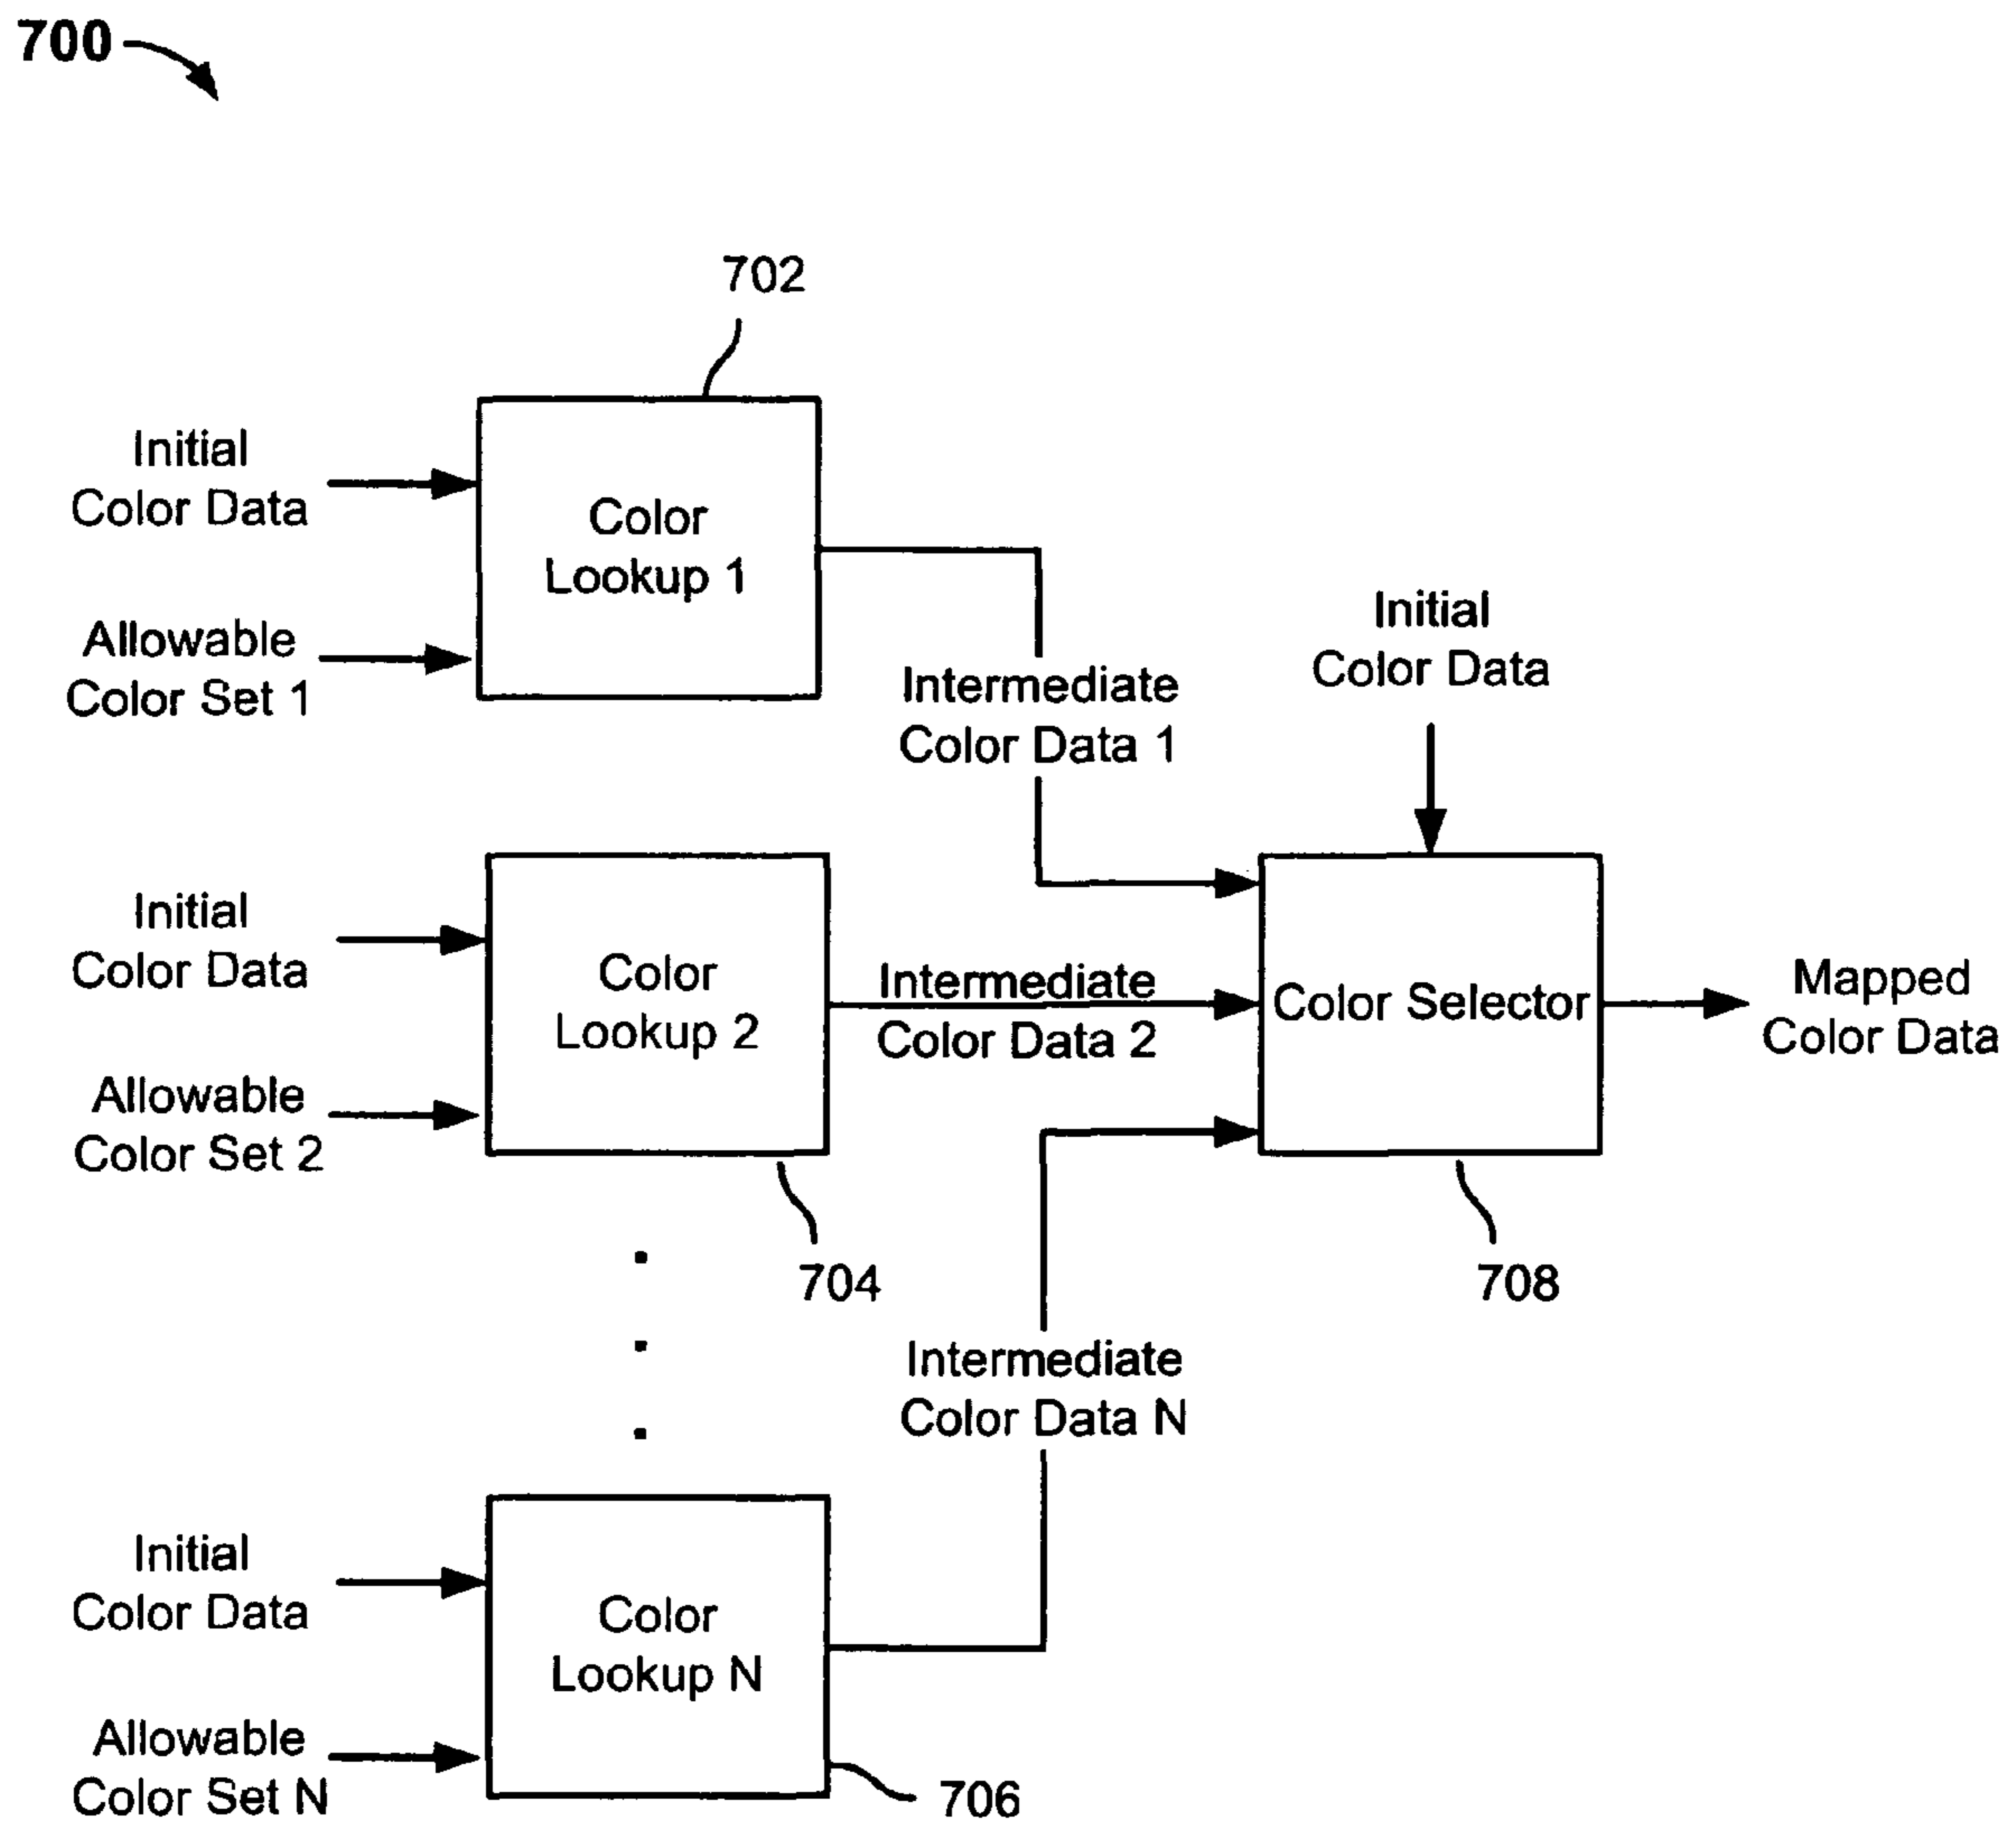 700
702
Initial
Color Data
Allowable
Color Set 1
Color
Lookup 1
Intermediate
Color Data 1
Initial
Color Data
Initial
Color Data
Allowable
Color Set 2
Color
Lookup 2
704
Intermediate
Color Data 2
Color Selector
708
Mapped
Color Data
Intermediate
Color Data N
Initial
Color Data
Allowable
Color Set N
Color
Lookup N
706